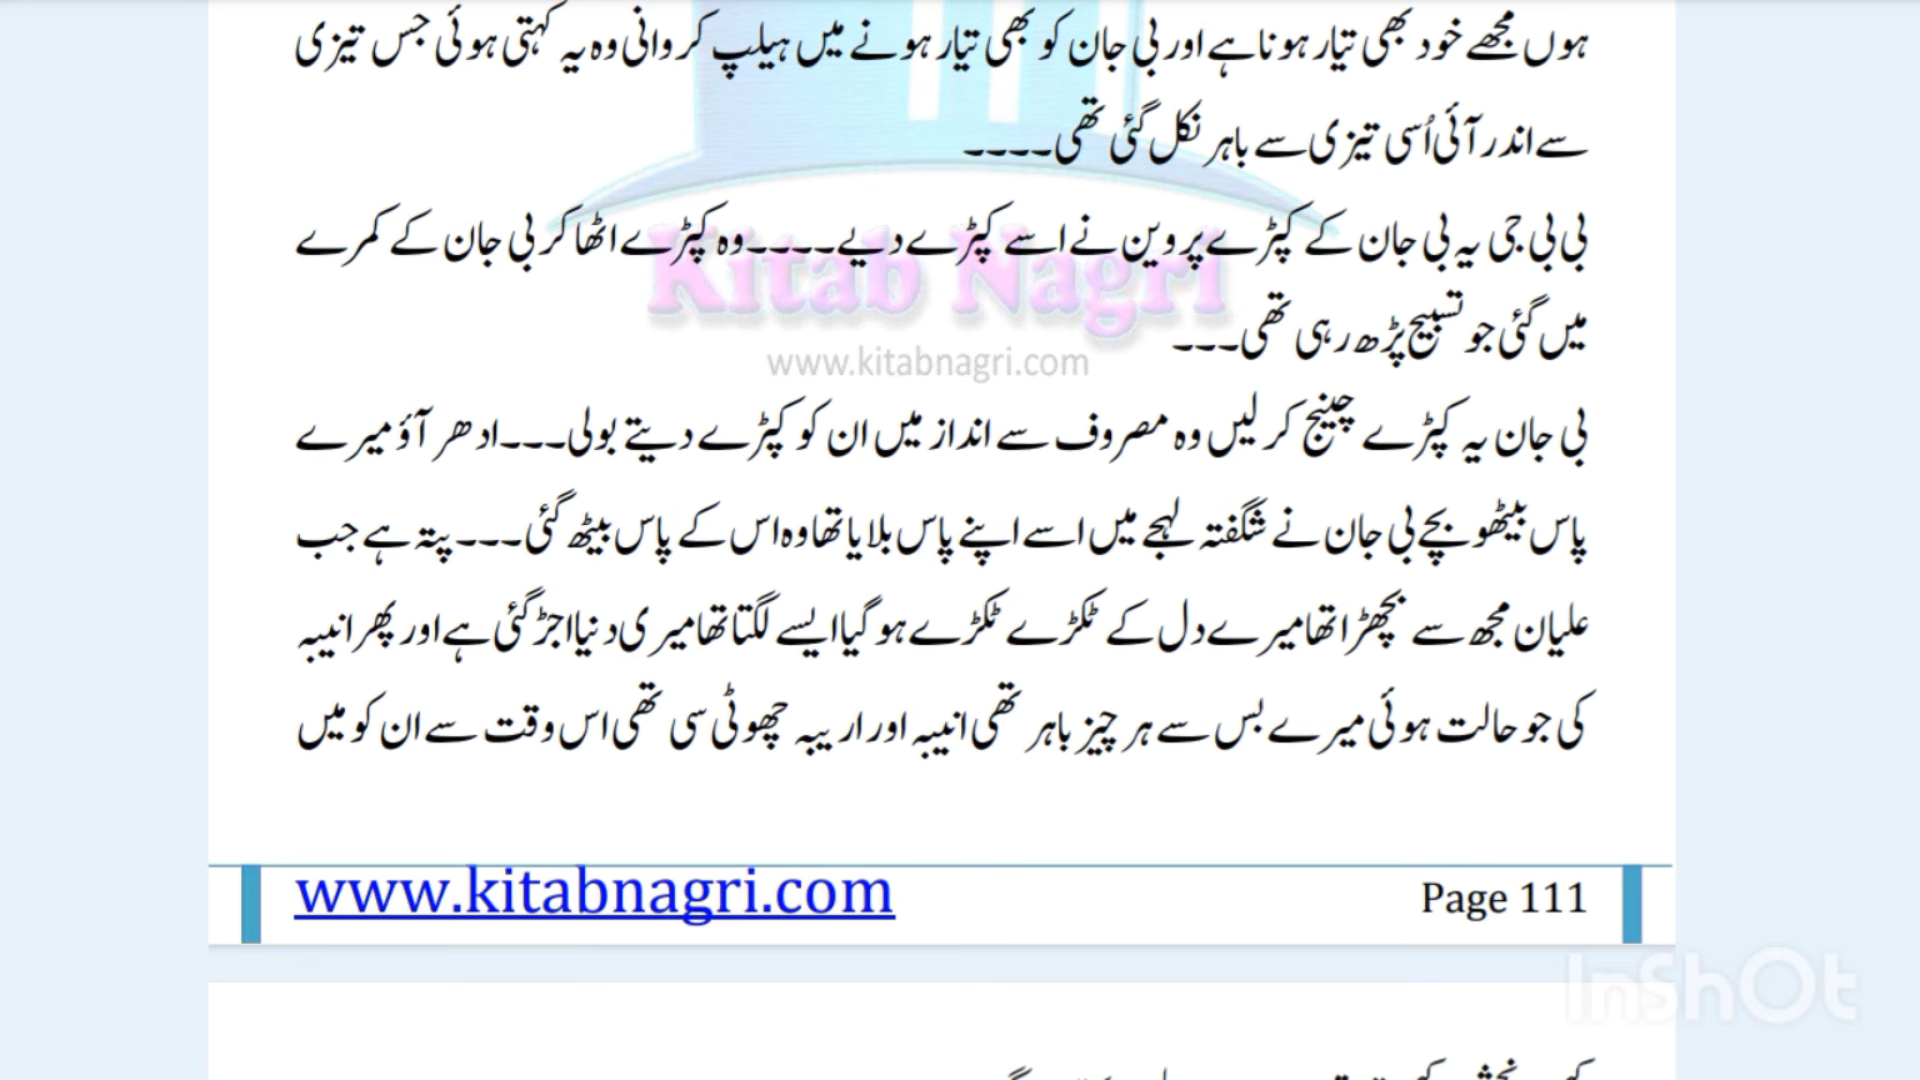 ہوں مجھے خود بھی تیار ہونا ہے اور بی جان کو بھی تیار ہونے میں ہیلپ کروانی وہ یہ کہتی ہوئی جس تیزی
سے اندر آئی اُسی تیزی سے باہر نکل گئی تھی۔۔۔۔
بی بی جی یہ بی جان کے کپڑے پروین نے اسے کپڑے دیے۔۔۔۔وہ کپڑے اٹھا کر بی جان کے کمرے
میں گئی جو تسبیح پڑھ رہی تھی۔۔۔
Kitab Nagri
www.kitabnagri.com
بی جان یہ کپڑے چینج کر لیں وہ مصروف سے انداز میں ان کو کپڑے دیتے بولی۔۔۔ادھر آؤ میرے
پاس بیٹھو بچے بی جان نے شگفتہ لہجے میں اسے اپنے پاس بلایا تھا وہ اس کے پاس بیٹھ گئی۔۔۔پتہ ہے جب
علیان مجھ سے بچھڑا تھا میرے دل کے ٹکڑے ٹکڑے ہو گیا ایسے لگتا تھا میری دنیا اجڑ گئی ہے اور پھر انیبہ
کی جو حالت ہوئی میرے بس سے ہر چیز باہر تھی انیبہ اور اریبہ چھوٹی سی تھی اس وقت سے ان کو میں
www.kitabnagri.com
Page 111
InShOt